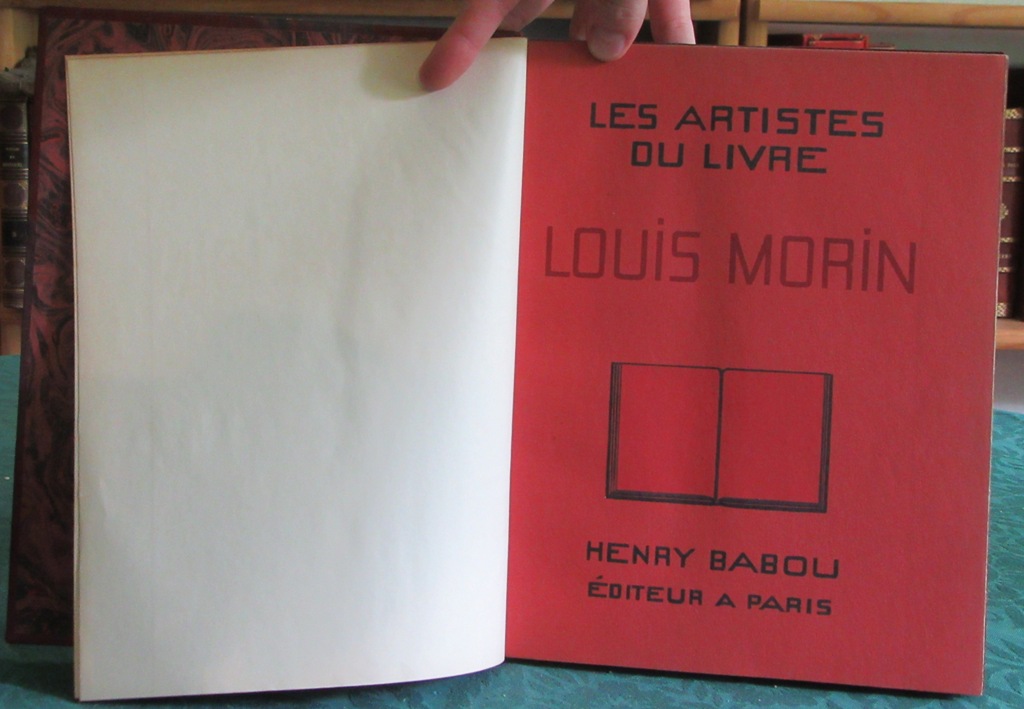 LES ARTISTES
DU LIVRE
LOUiS MORiN
HENRY BABOU
ÉDITEUR A PARIS